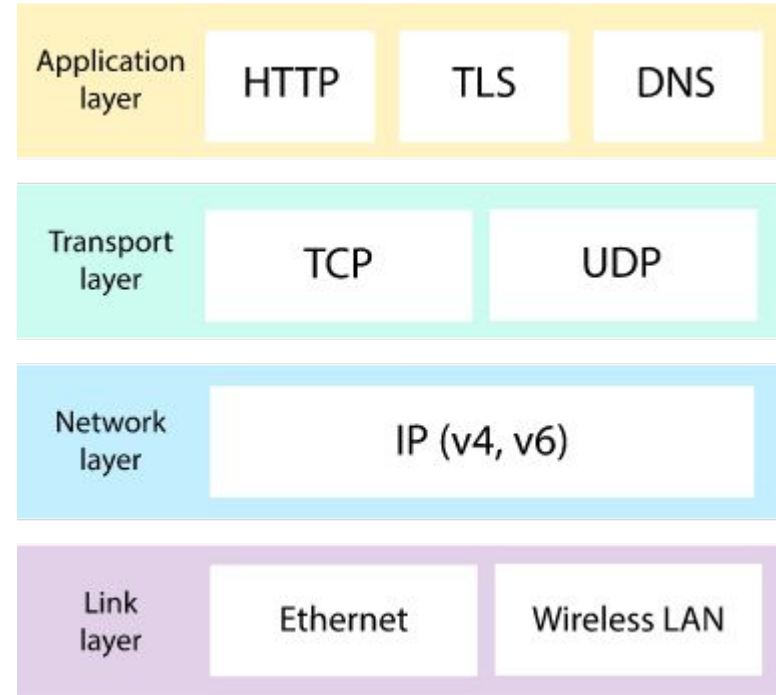 Application
layer
HTTP
TLS
DNS
Transport
layer
TCP
UDP
Network
layer
IP (v4, v6)
Link
layer
Ethernet
Wireless LAN